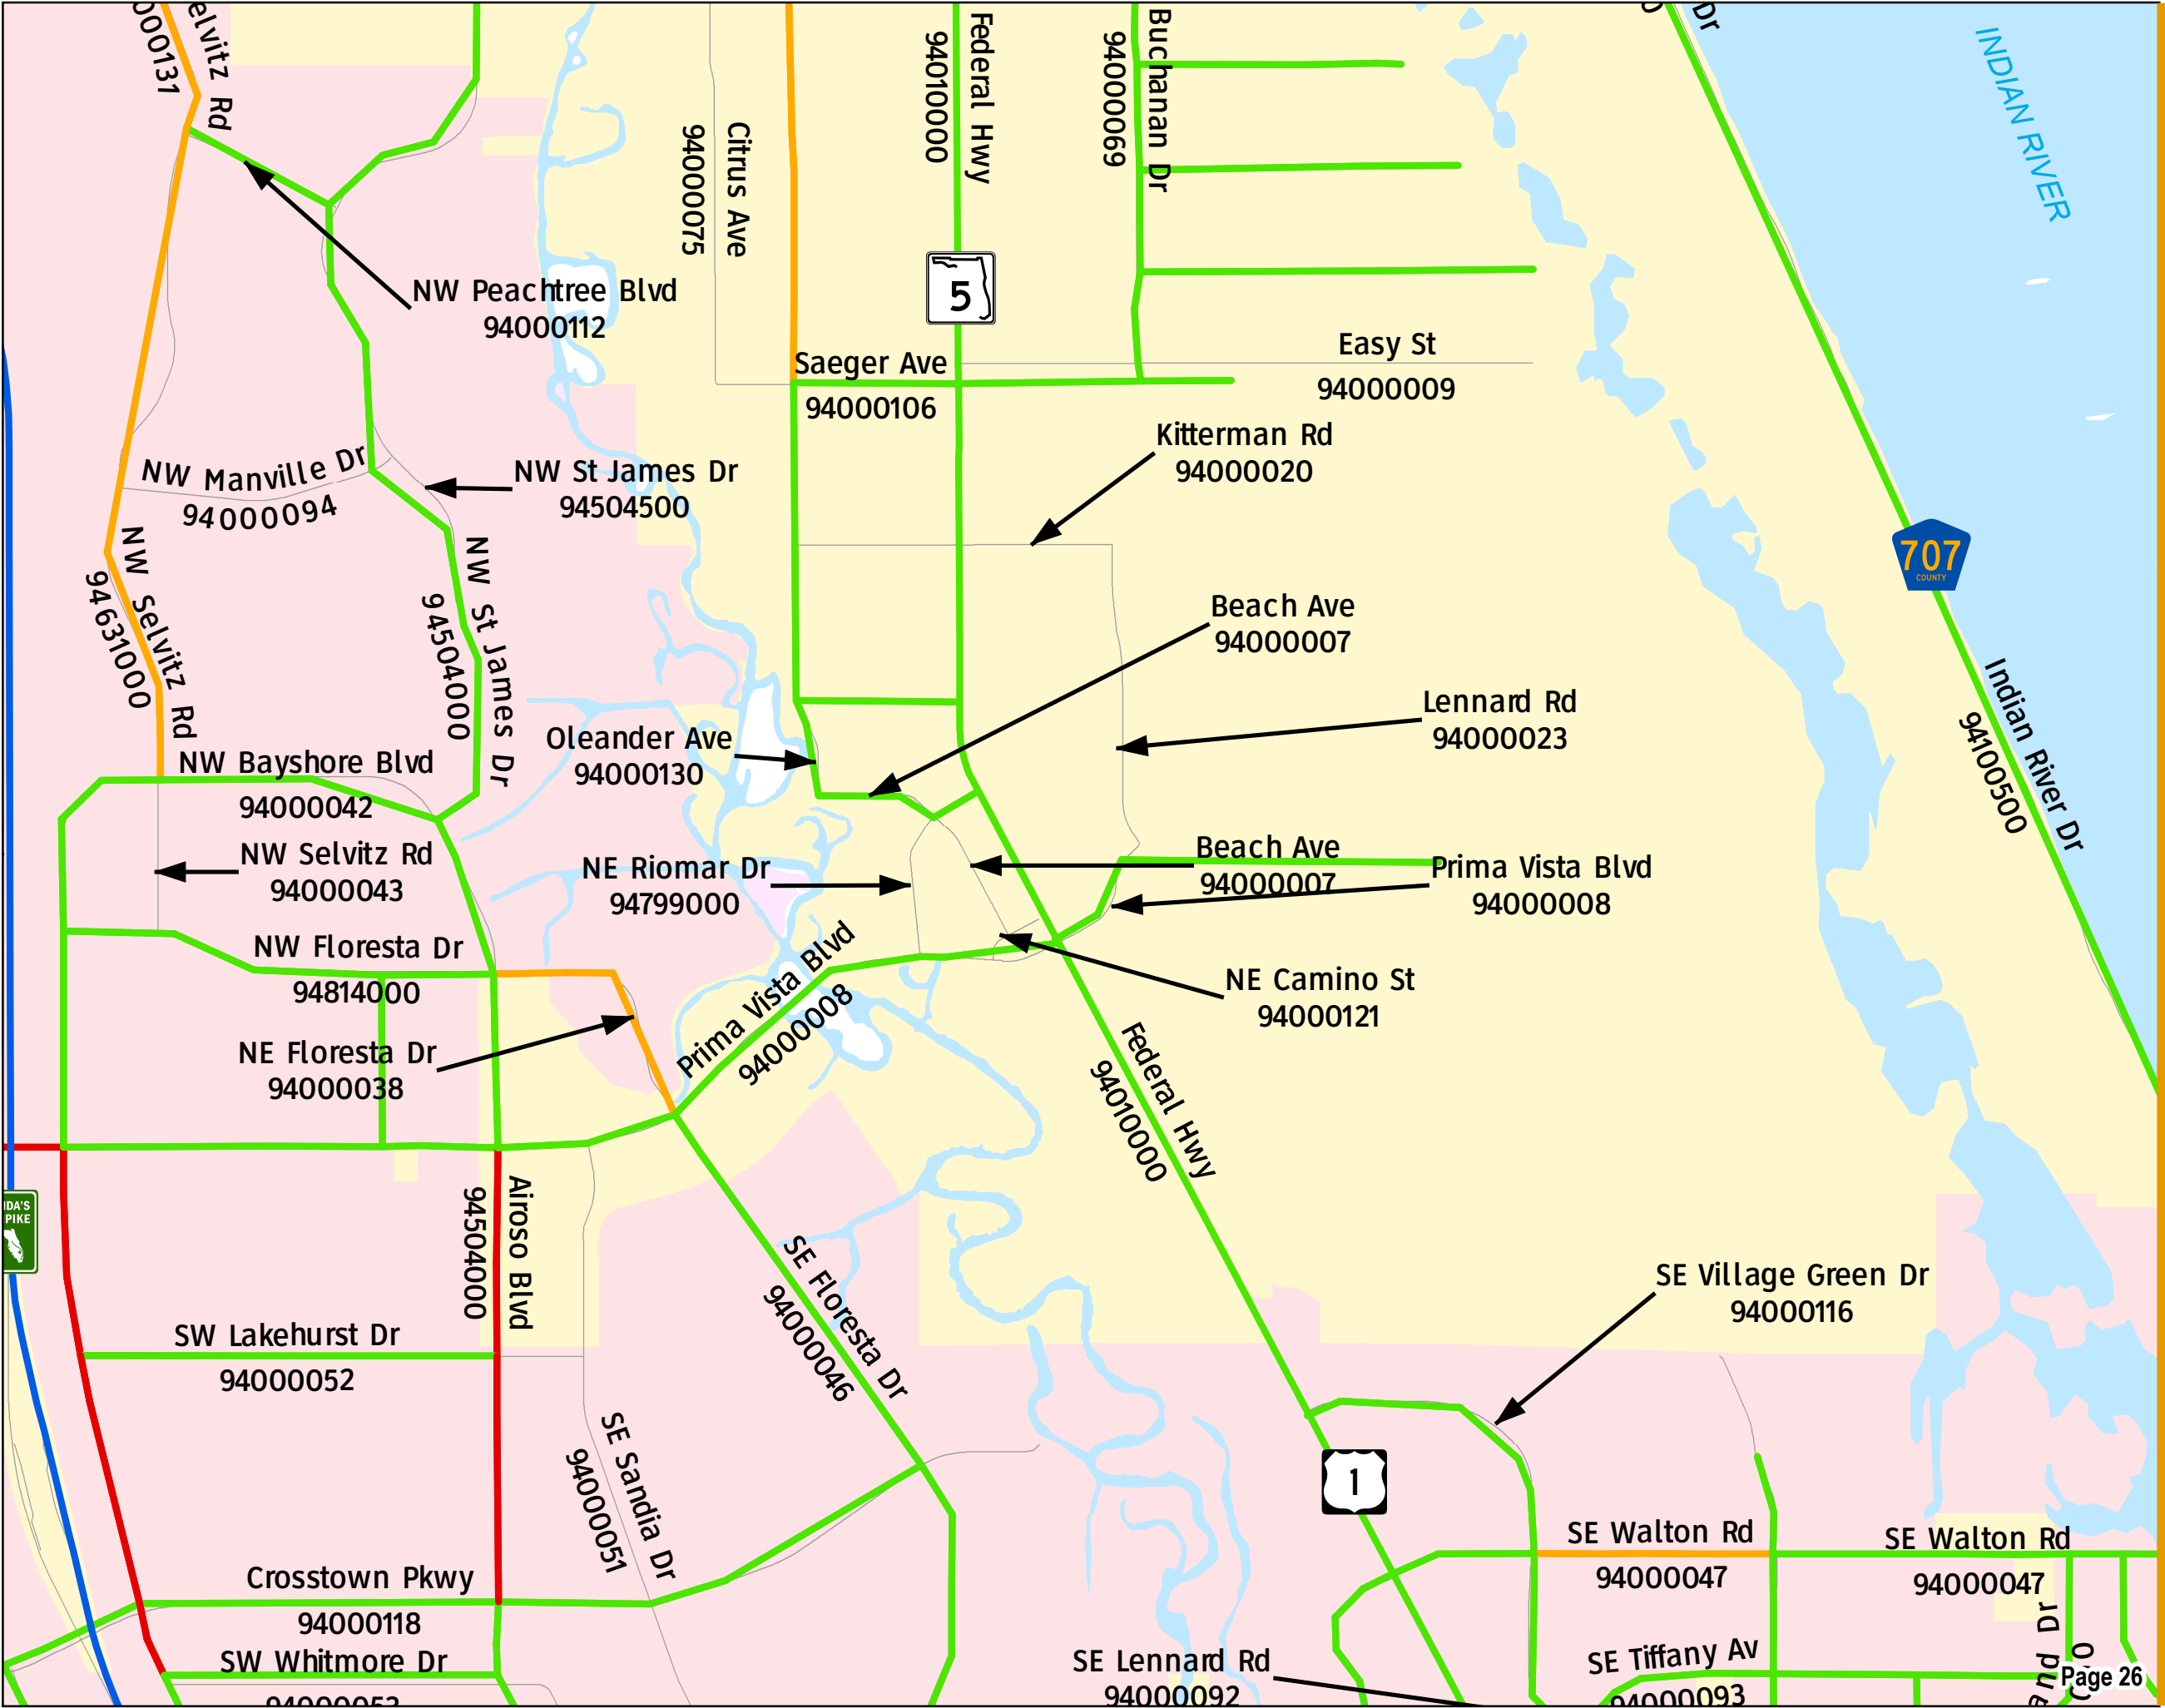 Selvitz Rd
Federal Hwy
94010000
Buchanan Dr
94000069
Dr
INDIAN RIVER
Citrus Ave
94000075
NW Peachtree Blvd
94000112
5
Saeger Ave
94000106
Easy St
94000009
Kitterman Rd
94000020
NW Manville Dr
94000094
NW St James Dr
94504500
707
COUNTY
NW Selvitz Rd
94631000
NW St James Dr
94504000
Beach Ave
94000007
Lennard Rd
94000023
Indian River Dr
94100500
Oleander Ave
94000130
NW Bayshore Blvd
94000042
NW Selvitz Rd
94000043
NE Riomar Dr
94799000
Beach Ave
94000007
Prima Vista Blvd
94000008
NW Floresta Dr
94814000
Prima Vista Blvd
94000008
NE Camino St
94000121
NE Floresta Dr
94000038
Federal Hwy
94010000
Airoso Blvd
94504000
IDA'S
PIKE
SE Floresta Dr
94000046
SE Village Green Dr
94000116
SW Lakehurst Dr
94000052
SE Sandia Dr
94000051
1
SE Walton Rd
94000047
SE Walton Rd
94000047
Crosstown Pkwy
94000118
SW Whitmore Dr
94000053
SE Lennard Rd
94000092
SE Tiffany Av
94000093
Page 26